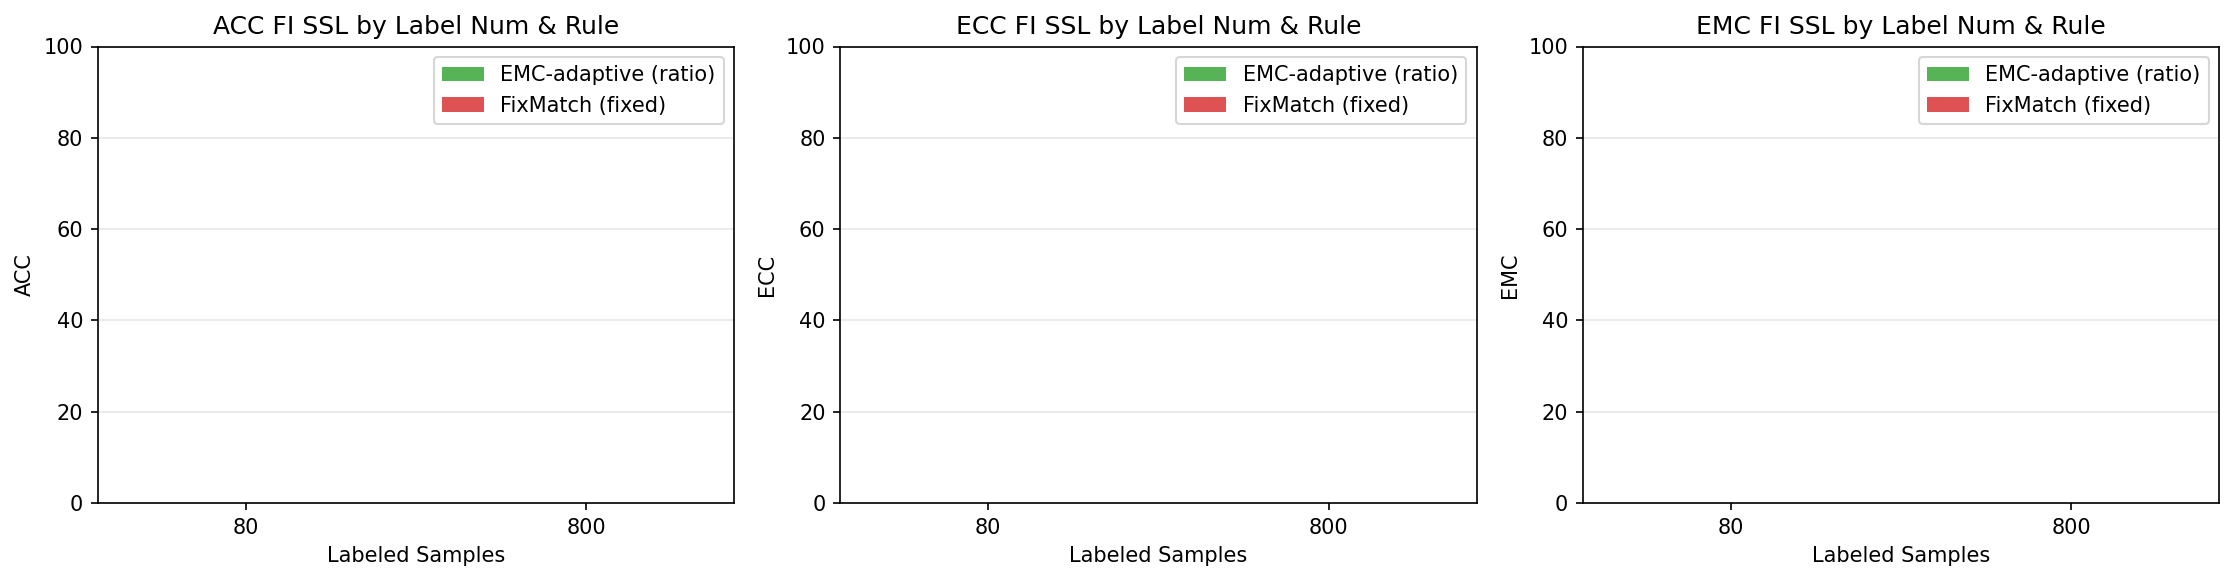 ACC FI SSL by Label Num & Rule
100
80
60
40
20
0
ACC
EMC-adaptive (ratio)
FixMatch (fixed)
80
800
Labeled Samples
ECC FI SSL by Label Num & Rule
100
80
60
40
20
0
ECC
EMC-adaptive (ratio)
FixMatch (fixed)
80
800
Labeled Samples
EMC FI SSL by Label Num & Rule
100
80
60
40
20
0
EMC
EMC-adaptive (ratio)
FixMatch (fixed)
80
800
Labeled Samples